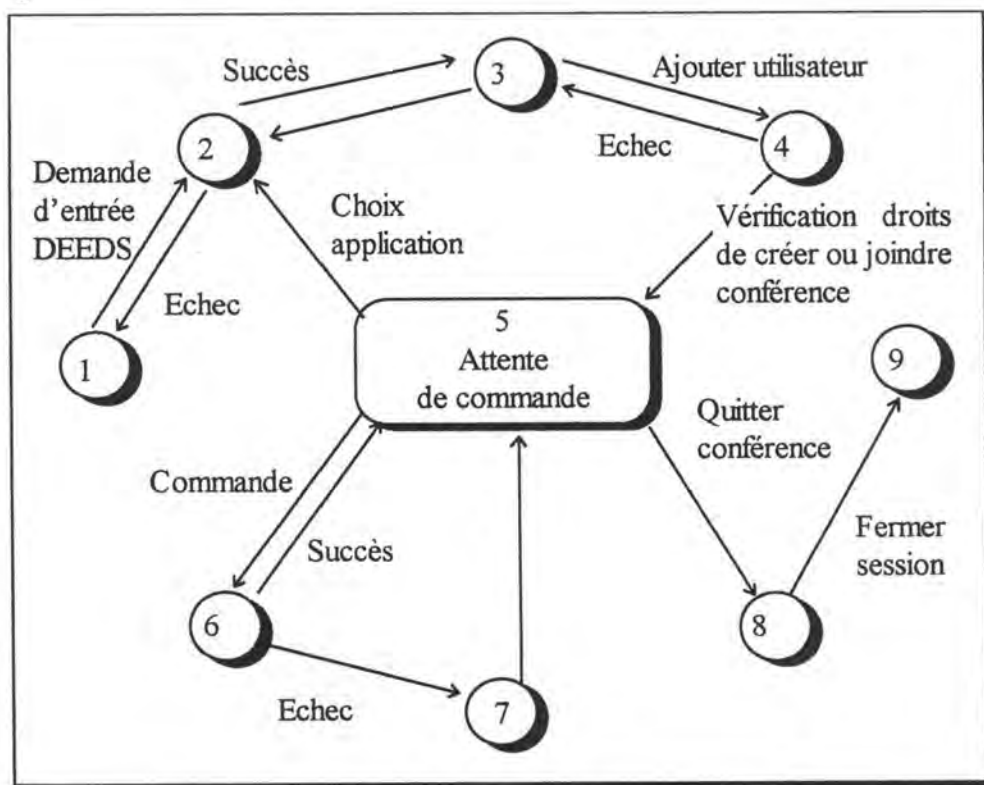 Succès
3
Ajouter utilisateur
2
Echec
4
Demande
d'entrée
DEEDS
Choix
application
Vérification droits
de créer ou joindre
conférence
Echec
1
5
Attente
de commande
9
Quitter
conférence
Commande
Succès
Fermer
session
6
8
Echec
7